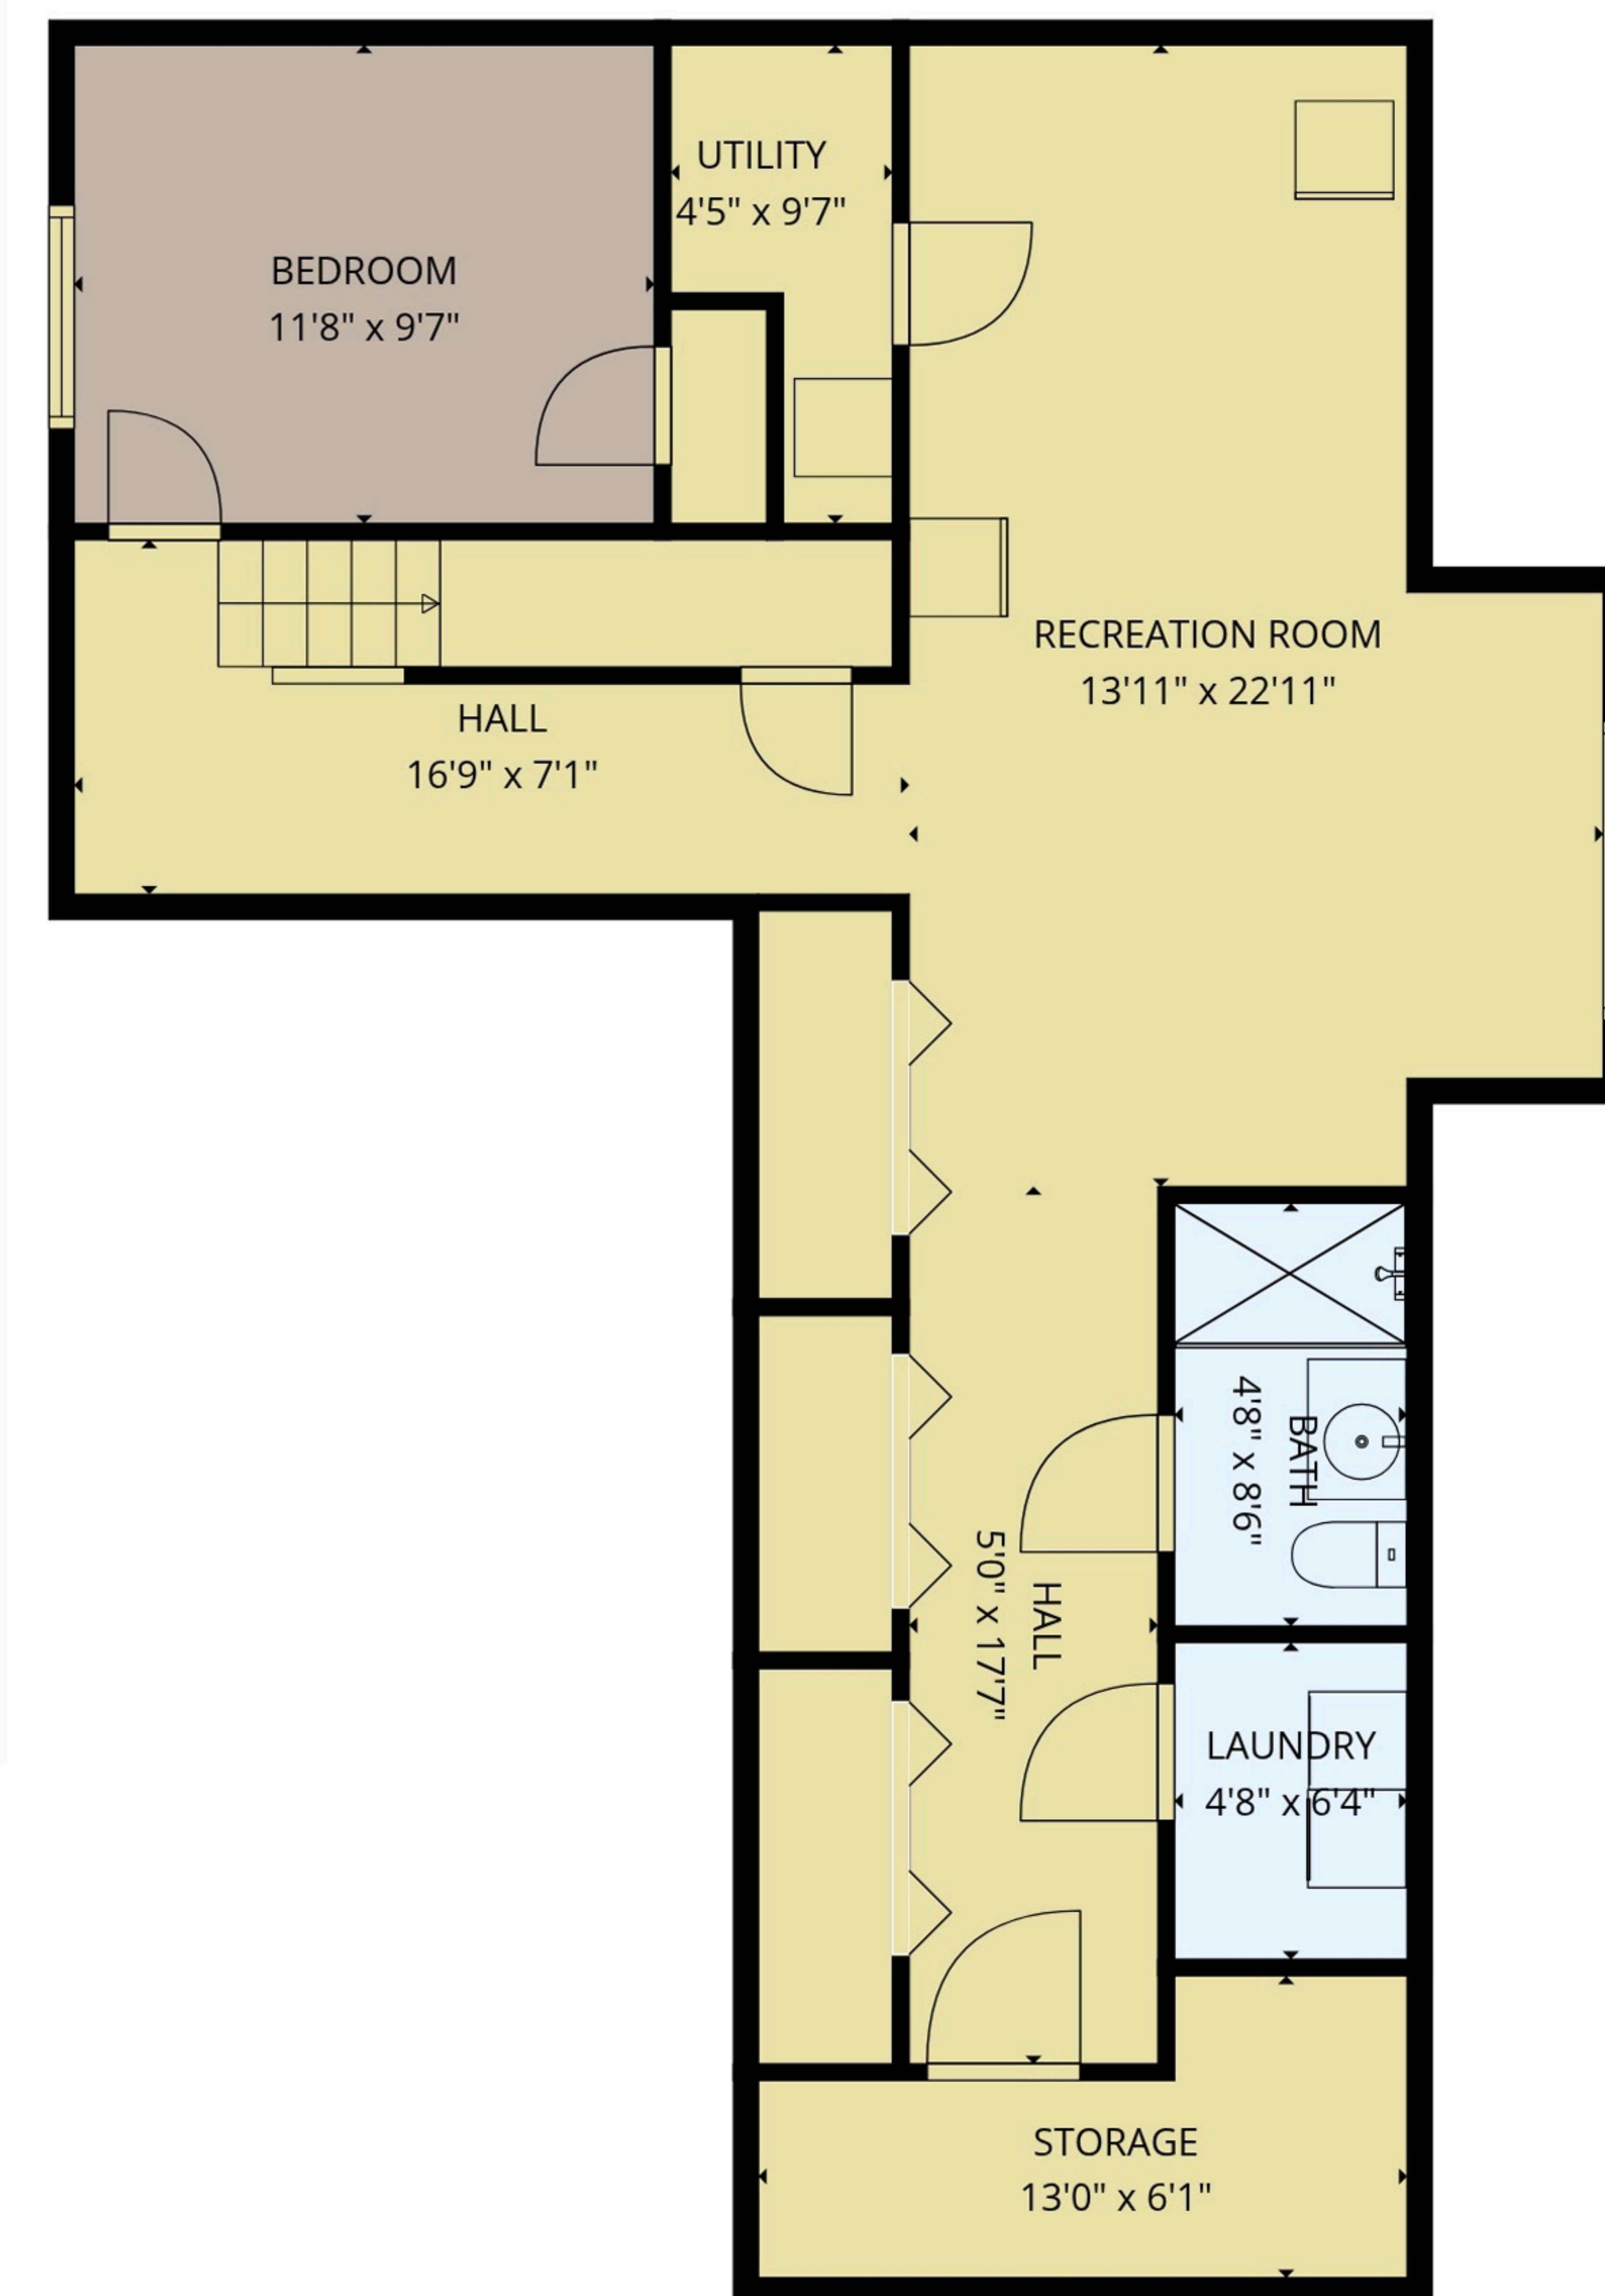 UTILITY
4'5" x 9'7"
BEDROOM
11'8" x 9'7"
RECREATION ROOM
13'11" x 22'11"
HALL
16'9" x 7'1"
BATH
4'8" x 8'6"
HALL
5'0" x 17'7"
LAUNDRY
4'8" x 6'4"
STORAGE
13'0" x 6'1"